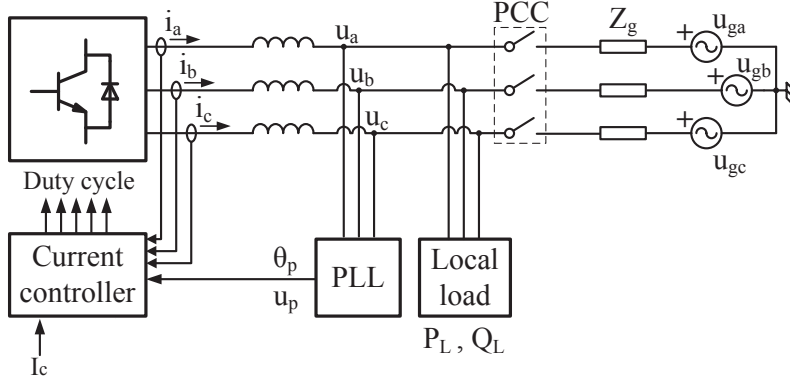 i_a
i_b
i_c
u_a
u_b
u_c
PCC
Z_g
+
u_ga
+
u_gb
+
u_gc
Duty cycle
Current
controller
θ_p
u_p
PLL
Local
load
P_L , Q_L
I_c